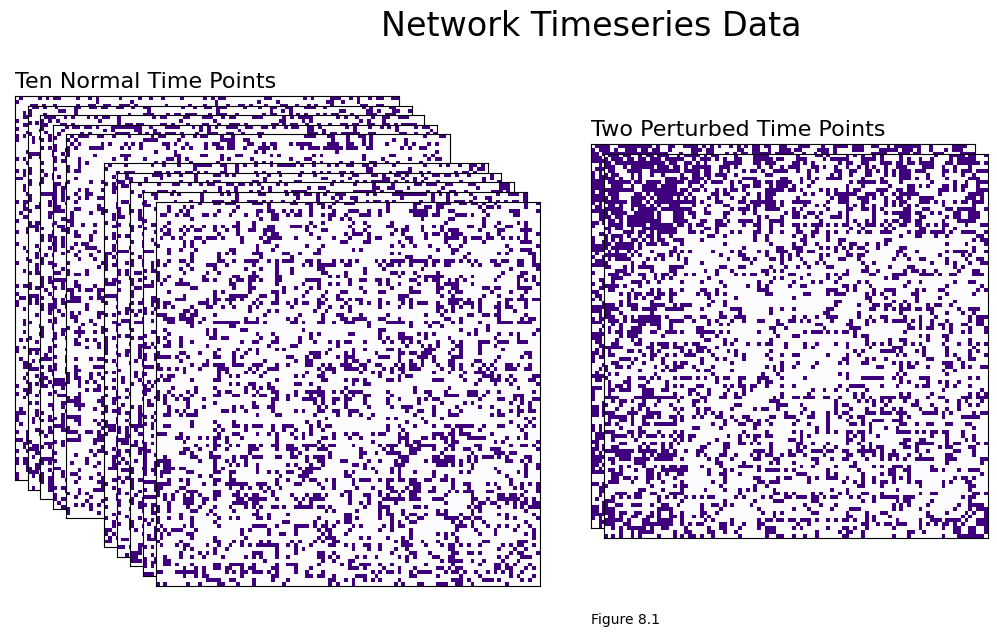 Network Timeseries Data
Ten Normal Time Points
Two Perturbed Time Points
Figure 8.1